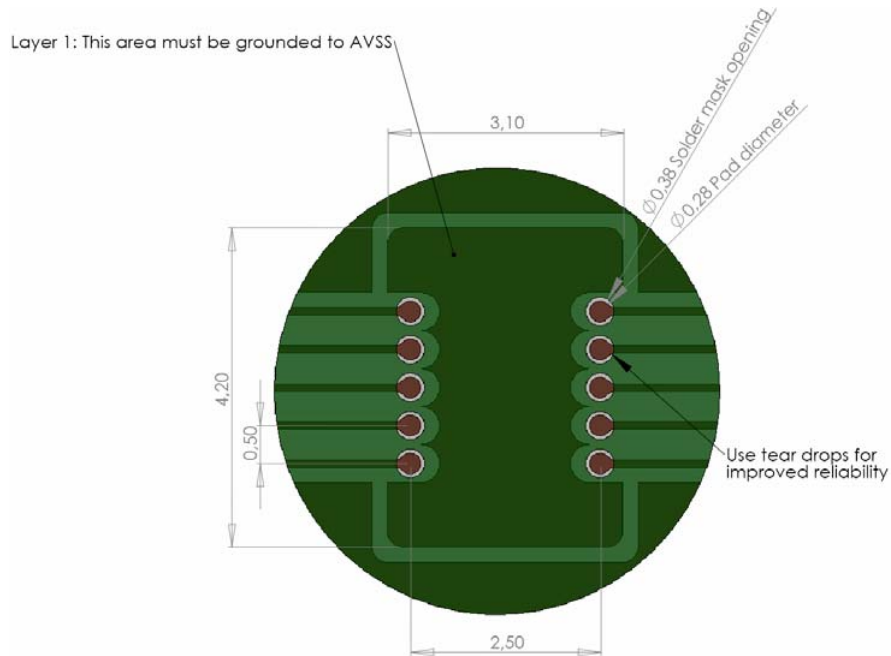 Layer 1: This area must be grounded to AVSS
3,10
Ø0,38 Solder mask opening
Ø0,28 Pad diameter
4,20
0,50
Use tear drops for
improved reliability
2,50